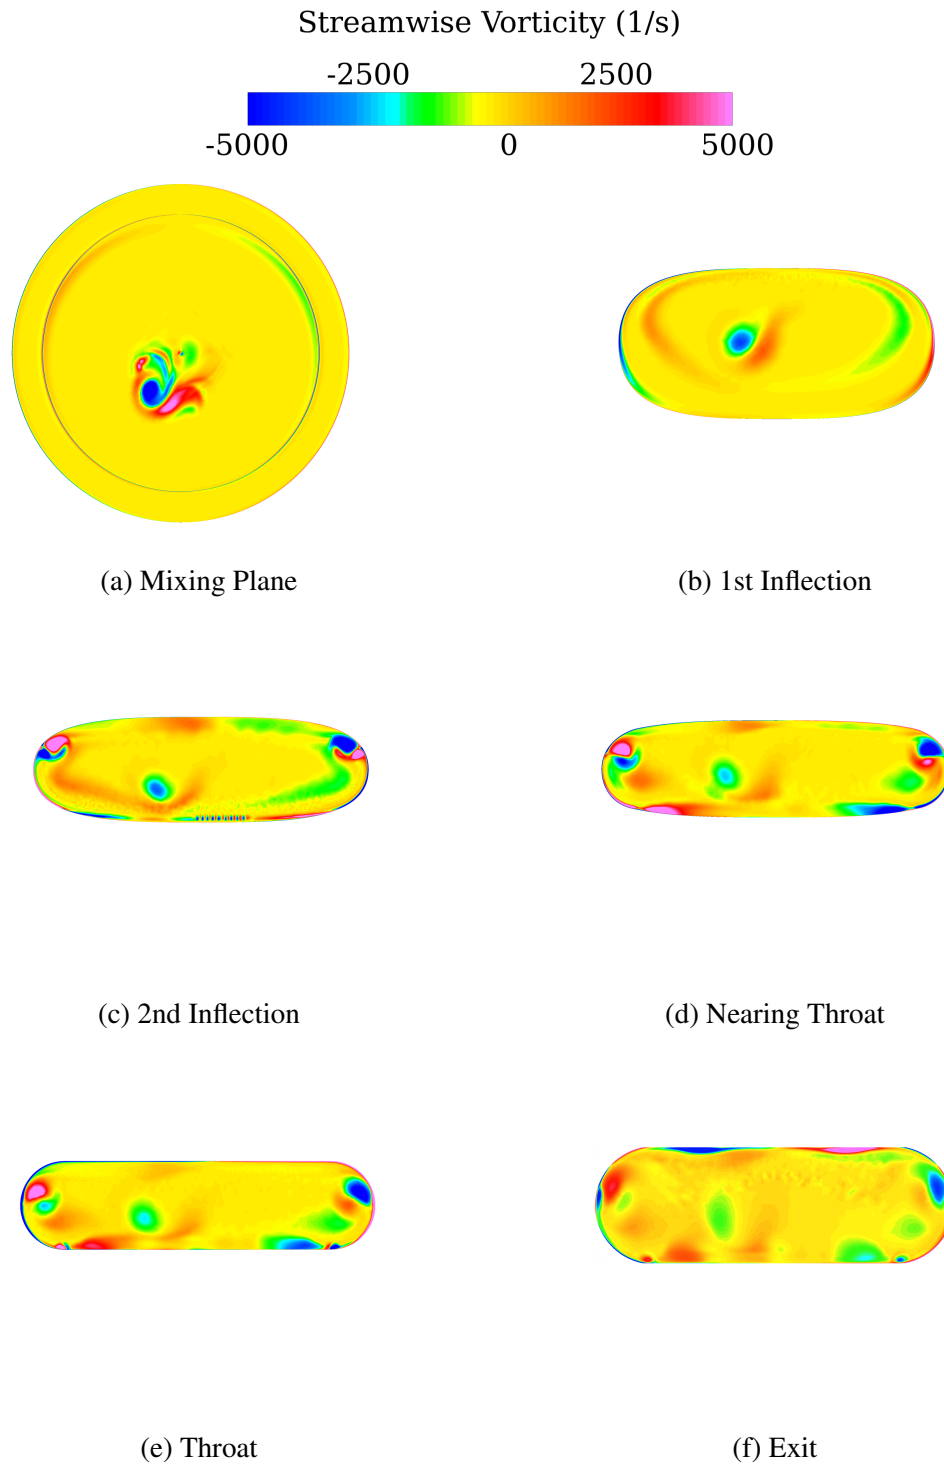 Streamwise Vorticity (1/s)
-2500 2500
-5000 0 5000
(a) Mixing Plane
(b) 1st Inflection
(c) 2nd Inflection
(d) Nearing Throat
(e) Throat
(f) Exit